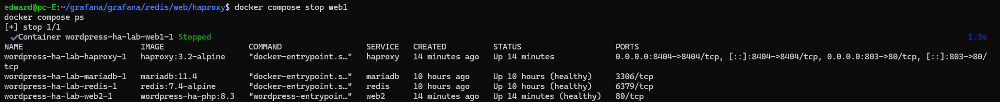 edward@pc-E:~/grafana/grafana/redis/web/haproxy$ docker compose stop web1
docker compose ps
[+] stop 1/1
✔Container wordpress-ha-lab-web1-1 Stopped 1.3s
NAME IMAGE COMMAND SERVICE CREATED STATUS PORTS
wordpress-ha-lab-haproxy-1 haproxy:3.2-alpine "docker-entrypoint.s…" haproxy 14 minutes ago Up 14 minutes 0.0.0.0:8404->8404/tcp, [::]:8404->8404/tcp, 0.0.0.0:803->80/tcp, [::]:803->80/
tcp
wordpress-ha-lab-mariadb-1 mariadb:11.4 "docker-entrypoint.s…" mariadb 10 hours ago Up 10 hours (healthy) 3306/tcp
wordpress-ha-lab-redis-1 redis:7.4-alpine "docker-entrypoint.s…" redis 10 hours ago Up 10 hours (healthy) 6379/tcp
wordpress-ha-lab-web2-1 wordpress-ha-php:8.3 "wordpress-entrypoin…" web2 14 minutes ago Up 14 minutes (healthy) 80/tcp